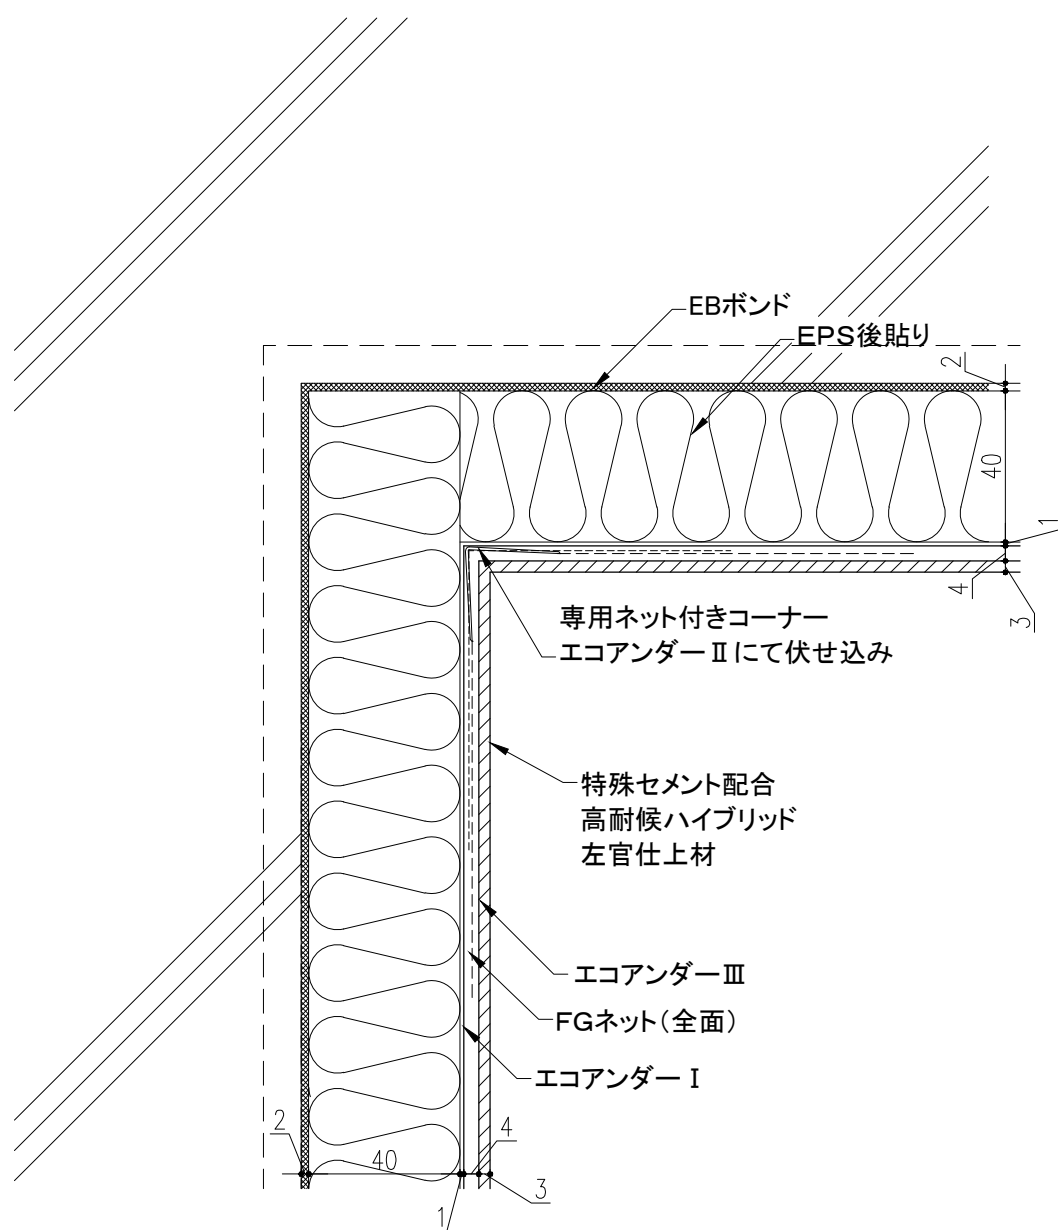 EBボンド
EPS後貼り
2
40
1
4
3
専用ネット付きコーナー
エコアンダーⅡにて伏せ込み
特殊セメント配合
高耐候ハイブリッド
左官仕上材
エコアンダーⅢ
FGネット(全面)
エコアンダーⅠ
2
40
4
3
1